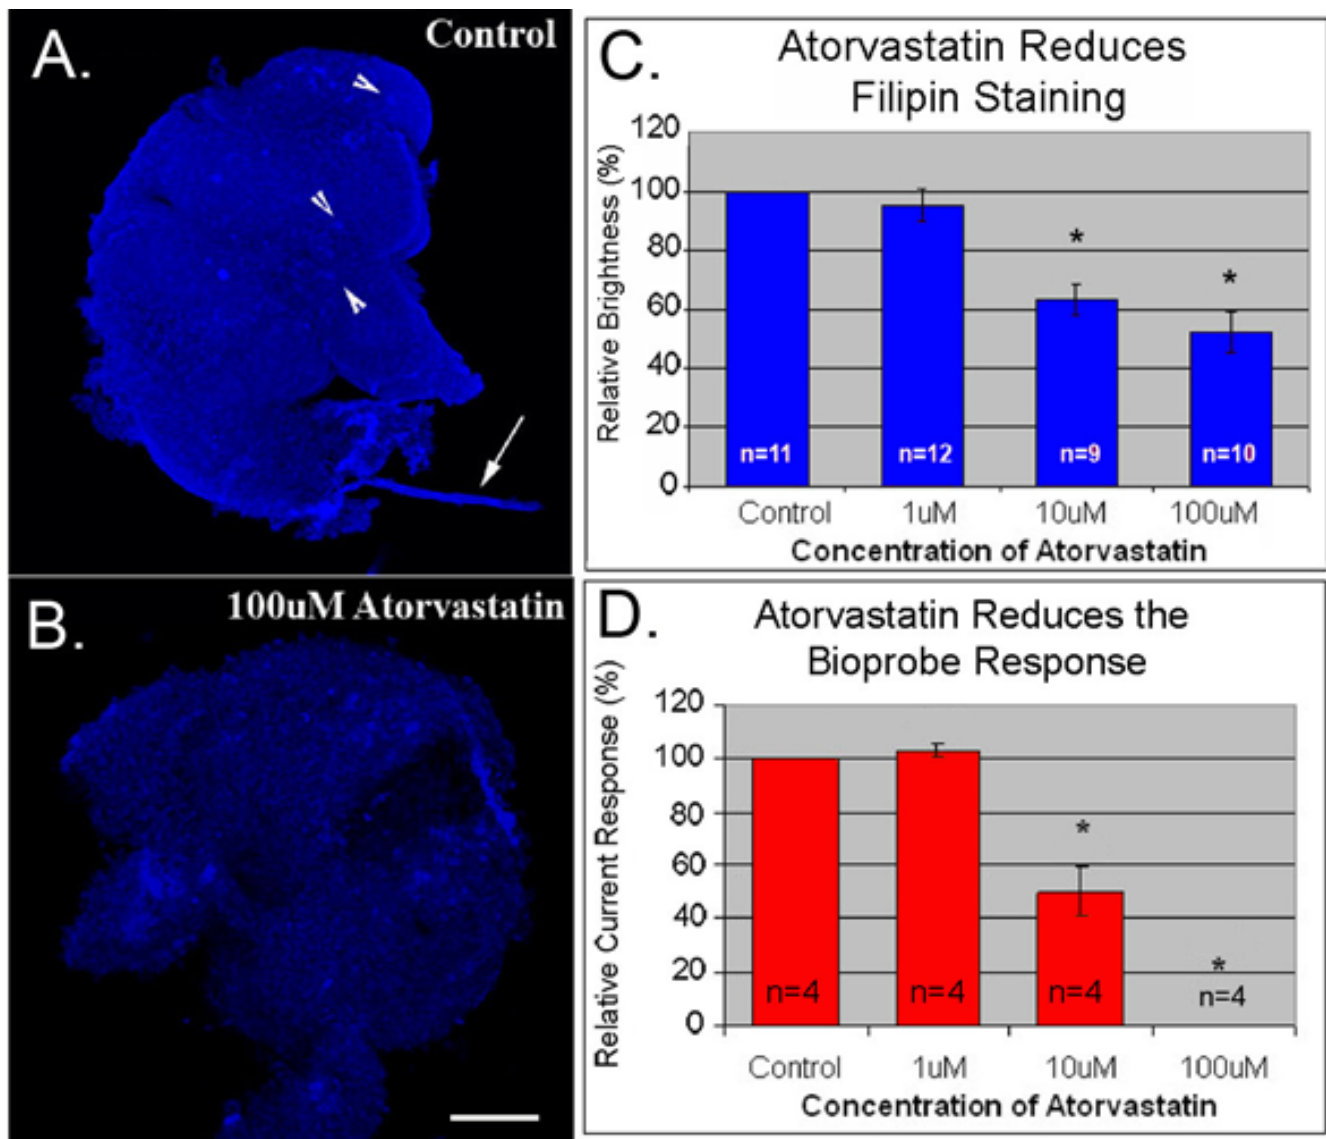 A.
Control
B.
100uM Atorvastatin
C.
Atorvastatin Reduces
Filipin Staining
Relative Brightness (%)
120
100
80
60
40
20
0
*
*
n=11
n=12
n=9
n=10
Control
1uM
10uM
100uM
Concentration of Atorvastatin
D.
Atorvastatin Reduces the
Bioprobe Response
Relative Current Response (%)
120
100
80
60
40
20
0
*
*
n=4
n=4
n=4
n=4
Control
1uM
10uM
100uM
Concentration of Atorvastatin